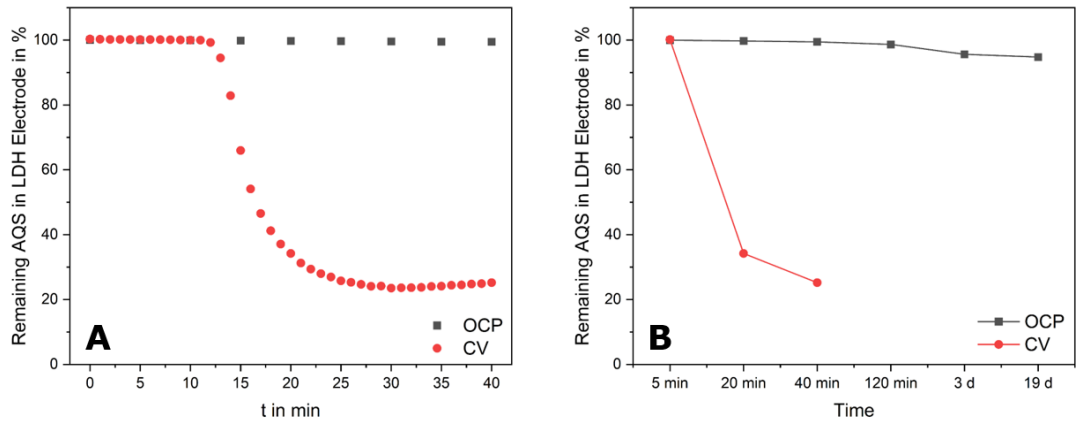 Remaining AQS in LDH Electrode in %
100
80
60
40
20
0
A
OCP
CV
0 5 10 15 20 25 30 35 40
t in min
Remaining AQS in LDH Electrode in %
100
80
60
40
20
0
B
OCP
CV
5 min 20 min 40 min 120 min 3 d 19 d
Time